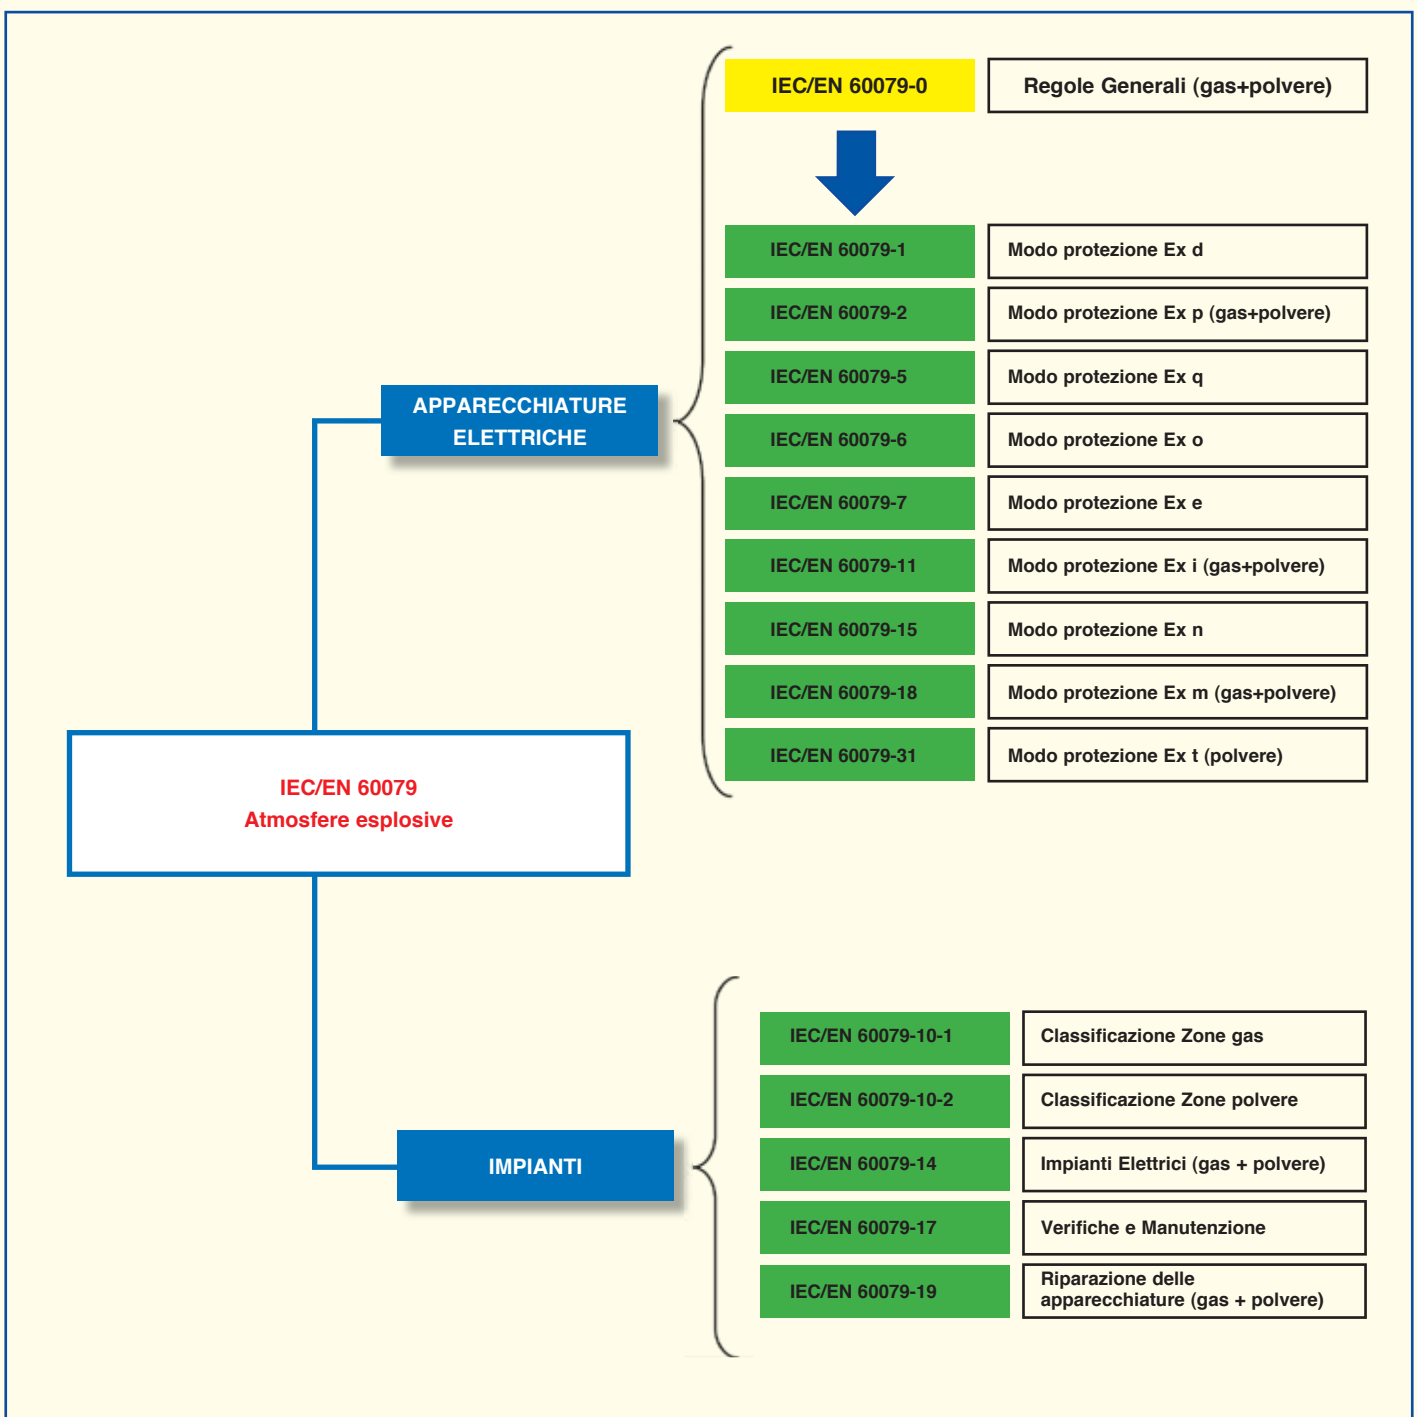 IEC/EN 60079-0
Regole Generali (gas+polvere)
IEC/EN 60079-1
Modo protezione Ex d
IEC/EN 60079-2
Modo protezione Ex p (gas+polvere)
IEC/EN 60079-5
Modo protezione Ex q
APPARECCHIATURE
ELETTRICHE
IEC/EN 60079-6
Modo protezione Ex o
IEC/EN 60079-7
Modo protezione Ex e
IEC/EN 60079-11
Modo protezione Ex i (gas+polvere)
IEC/EN 60079-15
Modo protezione Ex n
IEC/EN 60079-18
Modo protezione Ex m (gas+polvere)
IEC/EN 60079-31
Modo protezione Ex t (polvere)
IEC/EN 60079
Atmosfere esplosive
IEC/EN 60079-10-1
Classificazione Zone gas
IEC/EN 60079-10-2
Classificazione Zone polvere
IMPIANTI
IEC/EN 60079-14
Impianti Elettrici (gas + polvere)
IEC/EN 60079-17
Verifiche e Manutenzione
IEC/EN 60079-19
Riparazione delle
apparecchiature (gas + polvere)